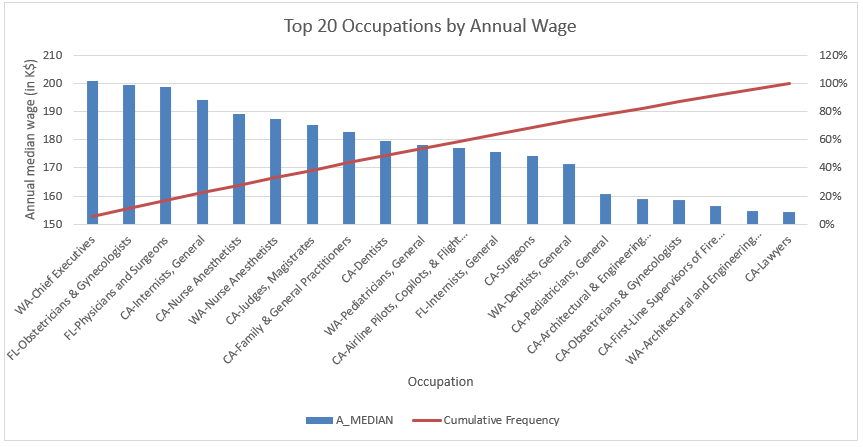 Top 20 Occupations by Annual Wage
Annual median wage (in K$)
210
200
190
180
170
160
150
120%
100%
80%
60%
40%
20%
0%
WA-Chief Executives
FL-Obstetricians & Gynecologists
FL-Physicians and Surgeons
CA-Internists, General
CA-Nurse Anesthetists
WA-Nurse Anesthetists
CA-Judges, Magistrates
CA-Family & General Practitioners
CA-Dentists
WA-Pediatricians, General
CA-Airline Pilots, Copilots, & Flight...
FL-Internists, General
CA-Surgeons
WA-Dentists, General
CA-Pediatricians, General
CA-Architectural & Engineering...
CA-Obstetricians & Gynecologists
CA-First-Line Supervisors of Fire...
WA-Architectural and Engineering...
CA-Lawyers
Occupation
A_MEDIAN
Cumulative Frequency